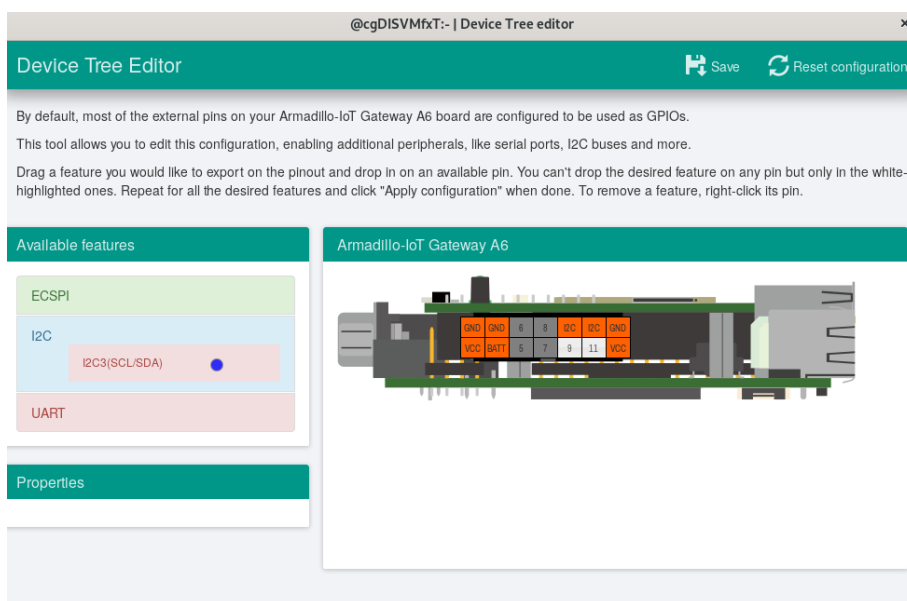 @cgDISVMfxT:~ | Device Tree editor ×
Device Tree Editor
Save
Reset configuration
By default, most of the external pins on your Armadillo-IoT Gateway A6 board are configured to be used as GPIOs.
This tool allows you to edit this configuration, enabling additional peripherals, like serial ports, I2C buses and more.
Drag a feature you would like to export on the pinout and drop in on an available pin. You can't drop the desired feature on any pin but only in the white-
highlighted ones. Repeat for all the desired features and click "Apply configuration" when done. To remove a feature, right-click its pin.
Available features
ECSPI
I2C
I2C3(SCL/SDA)
UART
Properties
Armadillo-IoT Gateway A6
GND GND 6 8 I2C I2C GND
VCC BATT 5 7 9 11 VCC